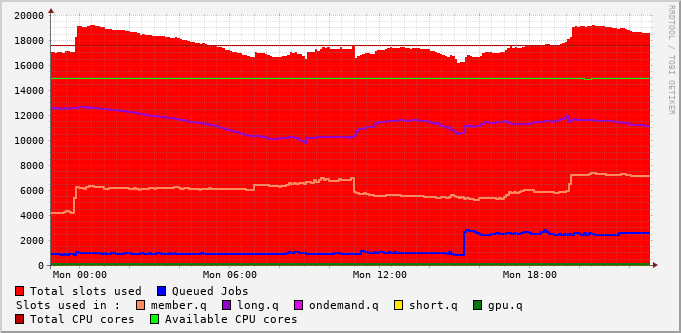 RRDTOOL / TOBI OETIKER
20000
18000
16000
14000
12000
10000
8000
6000
4000
2000
0
Mon 00:00 Mon 06:00 Mon 12:00 Mon 18:00
Total slots used Queued Jobs
Slots used in : member.q long.q ondemand.q short.q gpu.q
Total CPU cores Available CPU cores